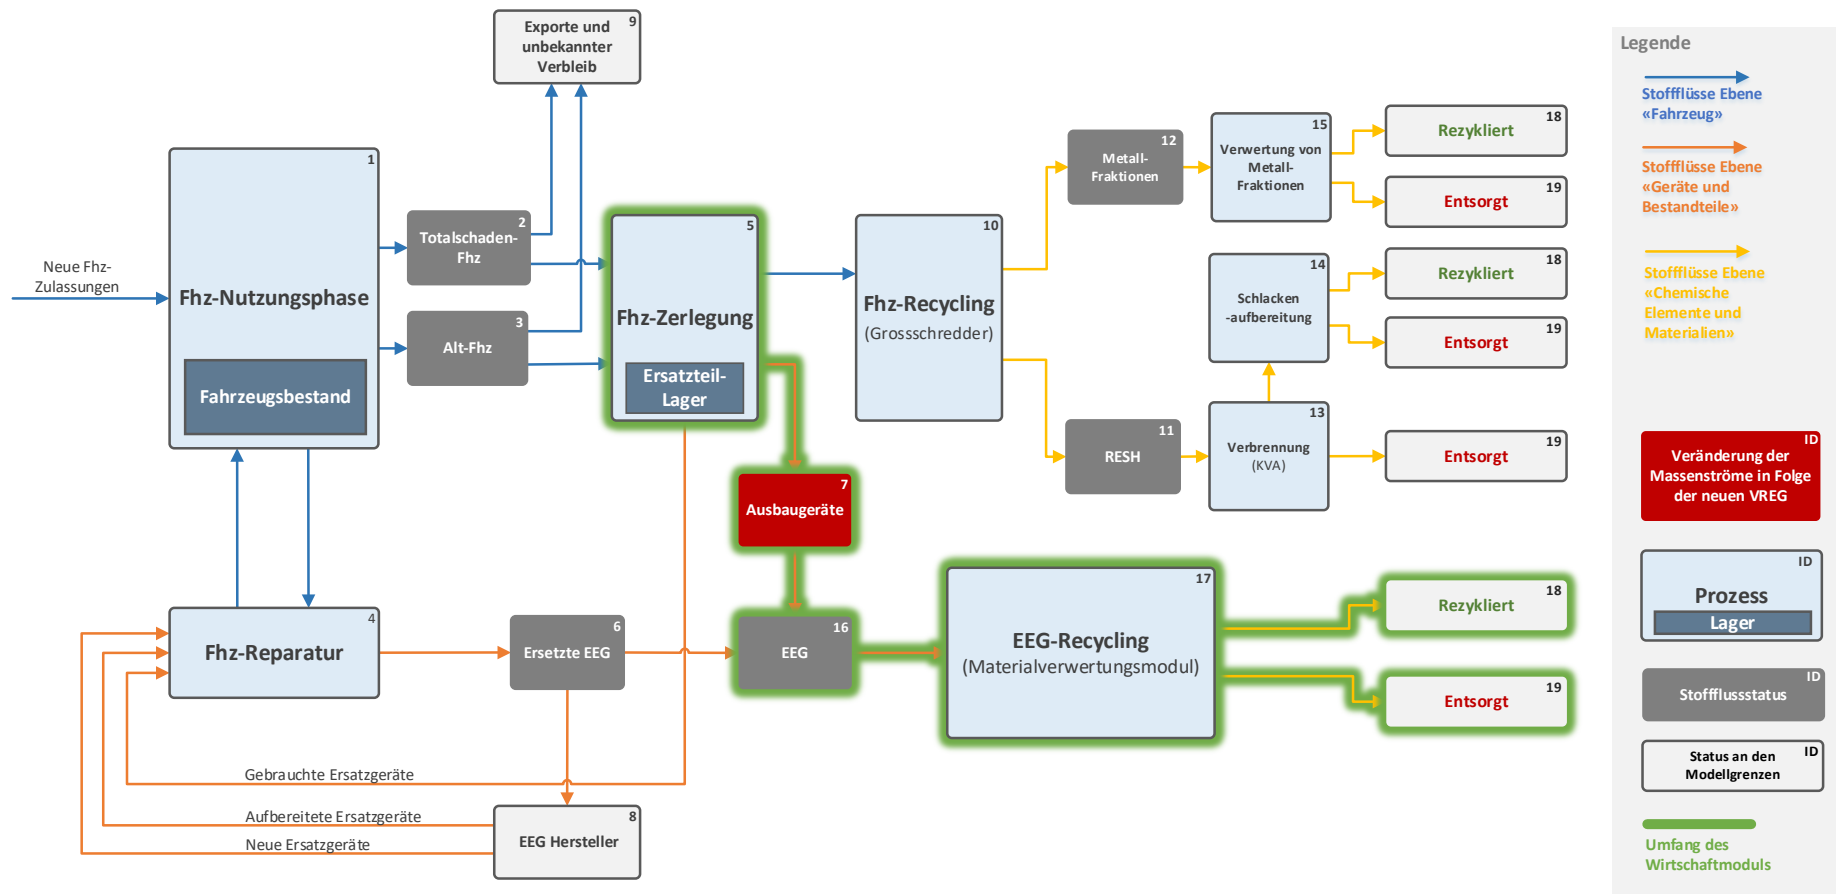 9
Exporte und
unbekannter
Verbleib
Neue Fhz-
Zulassungen
1
Fhz-Nutzungsphase
Fahrzeugsbestand
2
Totalschaden-
Fhz
3
Alt-Fhz
5
Fhz-Zerlegung
Ersatzteil-
Lager
10
Fhz-Recycling
(Grossschredder)
12
Metall-
Fraktionen
15
Verwertung von
Metall-
Fraktionen
18
Rezykliert
19
Entsorgt
14
Schlacken
-aufbereitung
18
Rezykliert
19
Entsorgt
11
RESH
13
Verbrennung
(KVA)
19
Entsorgt
7
Ausbaugeräte
4
Fhz-Reparatur
6
Ersetzte EEG
16
EEG
17
EEG-Recycling
(Materialverwertungsmodul)
18
Rezykliert
19
Entsorgt
Gebrauchte Ersatzgeräte
Aufbereitete Ersatzgeräte
Neue Ersatzgeräte
8
EEG Hersteller
Legende
Stoffflüsse Ebene
«Fahrzeug»
Stoffflüsse Ebene
«Geräte und
Bestandteile»
Stoffflüsse Ebene
«Chemische
Elemente und
Materialien»
ID
Veränderung der
Massenströme in Folge
der neuen VREG
ID
Prozess
Lager
ID
Stoffflussstatus
ID
Status an den
Modellgrenzen
Umfang des
Wirtschaftmoduls